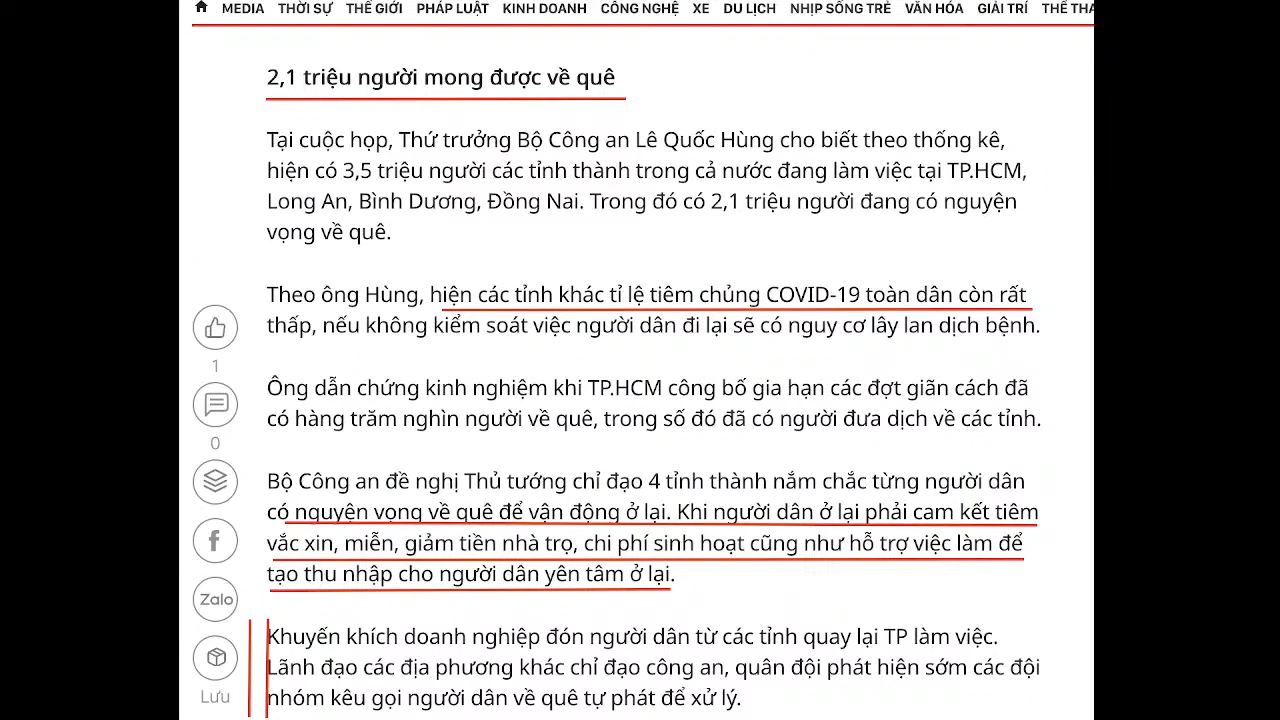 MEDIA THỜI SỰ THẾ GIỚI PHÁP LUẬT KINH DOANH CÔNG NGHỆ XE DU LỊCH NHỊP SỐNG TRẺ VĂN HÓA GIẢI TRÍ THỂ THA
2,1 triệu người mong được về quê
Tại cuộc họp, Thứ trưởng Bộ Công an Lê Quốc Hùng cho biết theo thống kê,
hiện có 3,5 triệu người các tỉnh thành trong cả nước đang làm việc tại TP.HCM,
Long An, Bình Dương, Đồng Nai. Trong đó có 2,1 triệu người đang có nguyện
vọng về quê.
Theo ông Hùng, hiện các tỉnh khác tỉ lệ tiêm chủng COVID-19 toàn dân còn rất
thấp, nếu không kiểm soát việc người dân đi lại sẽ có nguy cơ lây lan dịch bệnh.
1
Ông dẫn chứng kinh nghiệm khi TP.HCM công bố gia hạn các đợt giãn cách đã
có hàng trăm nghìn người về quê, trong số đó đã có người đưa dịch về các tỉnh.
0
Bộ Công an đề nghị Thủ tướng chỉ đạo 4 tỉnh thành nắm chắc từng người dân
có nguyện vọng về quê để vận động ở lại. Khi người dân ở lại phải cam kết tiêm
vắc xin, miễn, giảm tiền nhà trọ, chi phí sinh hoạt cũng như hỗ trợ việc làm để
tạo thu nhập cho người dân yên tâm ở lại.
Zalo
Khuyến khích doanh nghiệp đón người dân từ các tỉnh quay lại TP làm việc.
Lãnh đạo các địa phương khác chỉ đạo công an, quân đội phát hiện sớm các đội
nhóm kêu gọi người dân về quê tự phát để xử lý.
Lưu